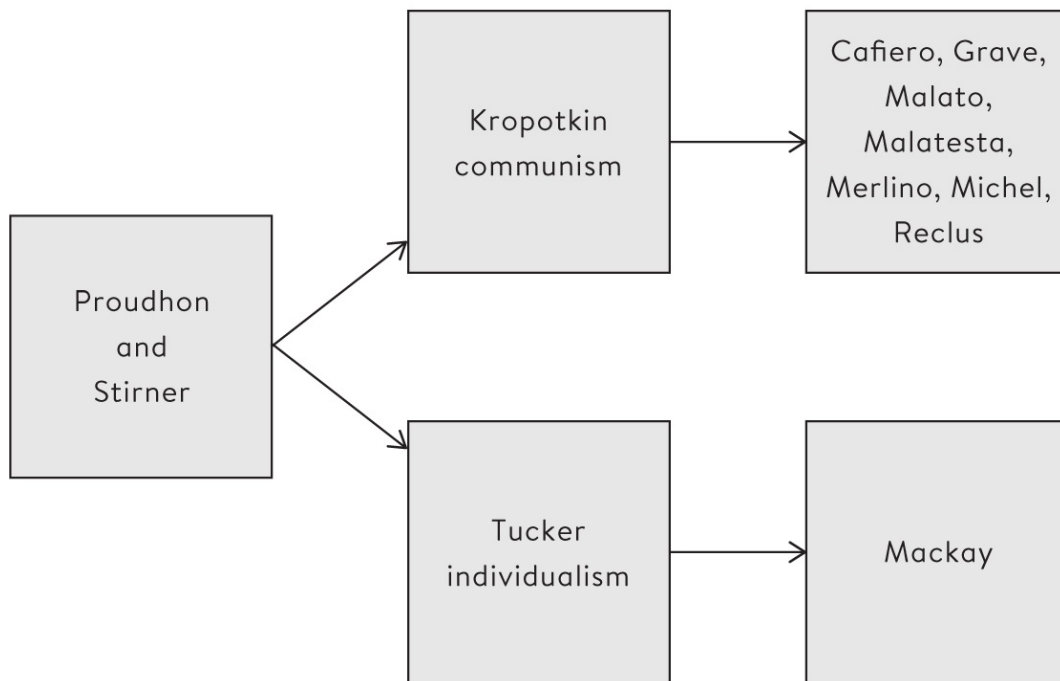 Proudhon
and
Stirner
Kropotkin
communism
Cafiero, Grave,
Malato,
Malatesta,
Merlino, Michel,
Reclus
Tucker
individualism
Mackay